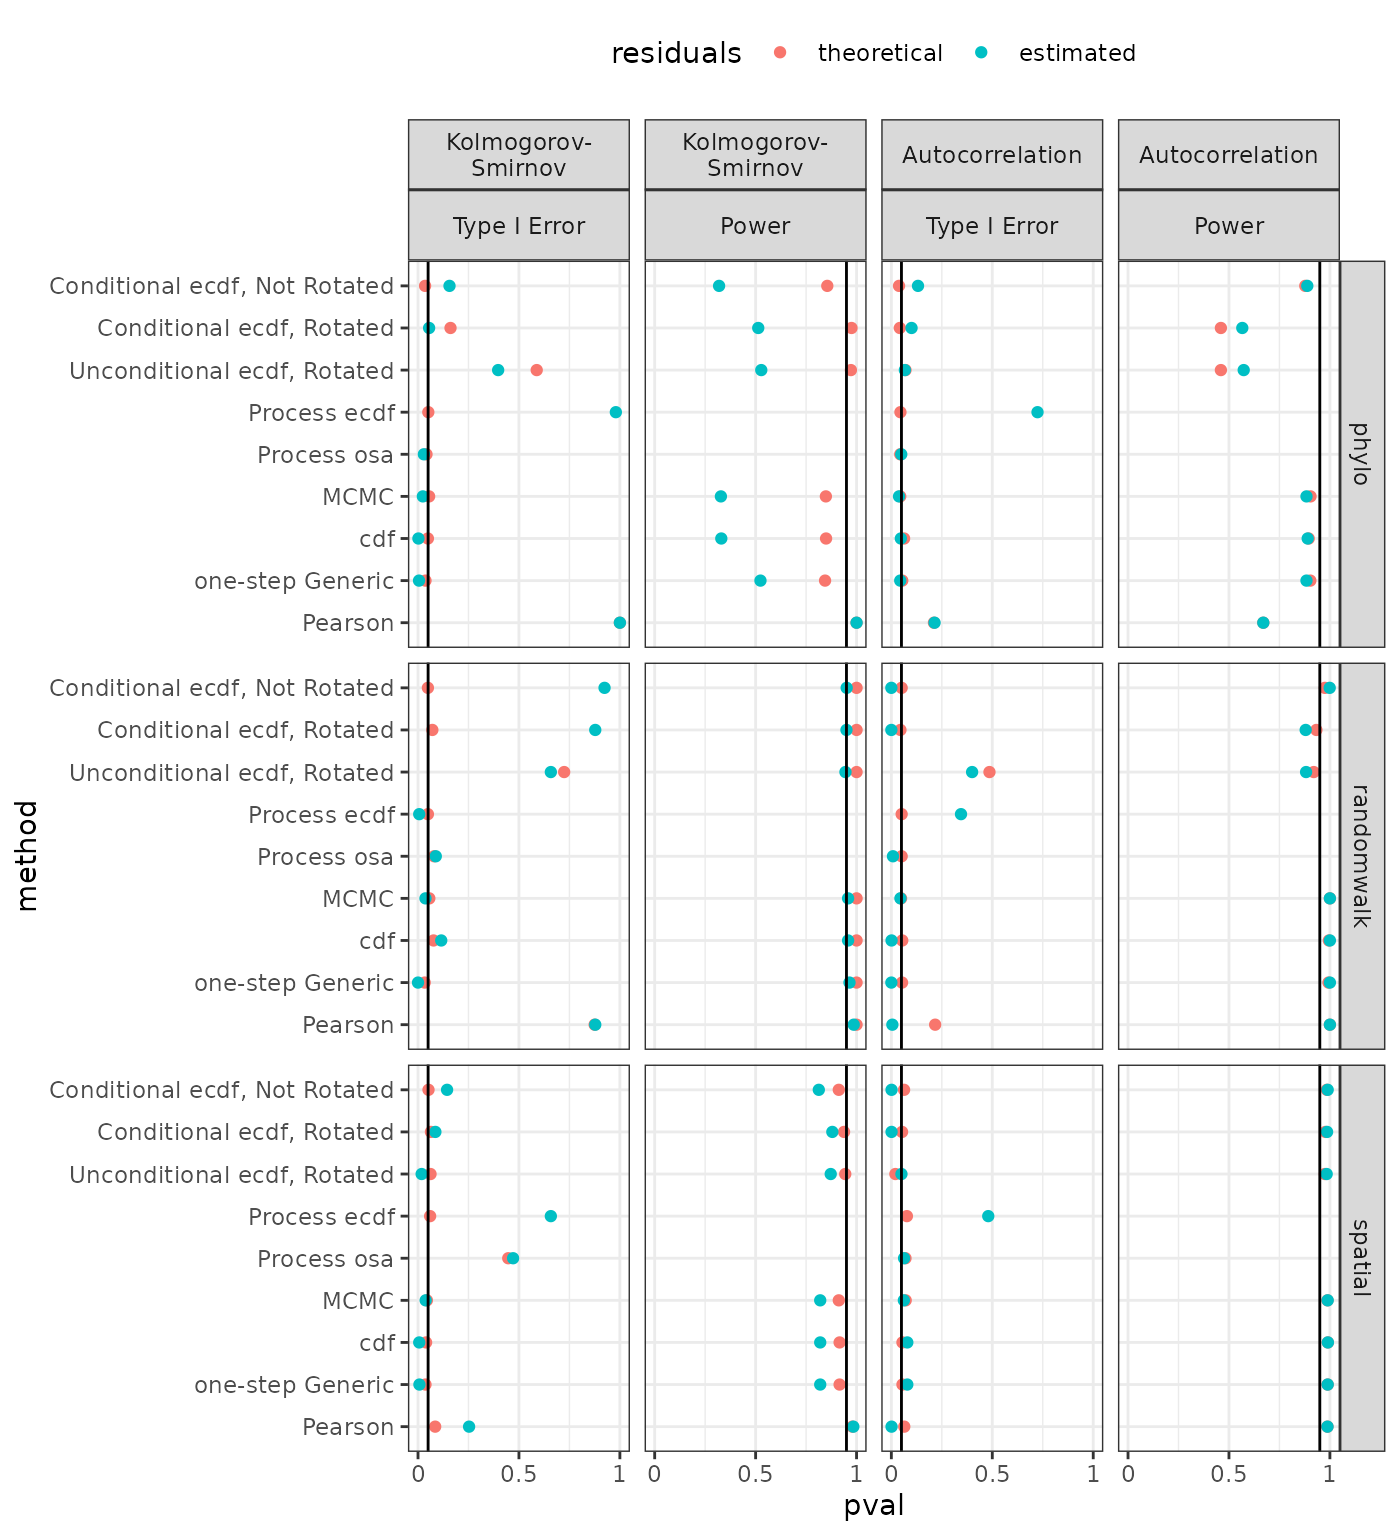 residuals theoretical estimated
Kolmogorov-
Smirnov
Kolmogorov-
Smirnov
Autocorrelation
Autocorrelation
Type I Error
Power
Type I Error
Power
Conditional ecdf, Not Rotated
Conditional ecdf, Rotated
Unconditional ecdf, Rotated
Process ecdf
Process osa
MCMC
cdf
one-step Generic
Pearson
phylo
Conditional ecdf, Not Rotated
Conditional ecdf, Rotated
Unconditional ecdf, Rotated
Process ecdf
Process osa
MCMC
cdf
one-step Generic
Pearson
randomwalk
method
Conditional ecdf, Not Rotated
Conditional ecdf, Rotated
Unconditional ecdf, Rotated
Process ecdf
Process osa
MCMC
cdf
one-step Generic
Pearson
spatial
0 0.5 1 0 0.5 1 0 0.5 1 0 0.5 1
pval